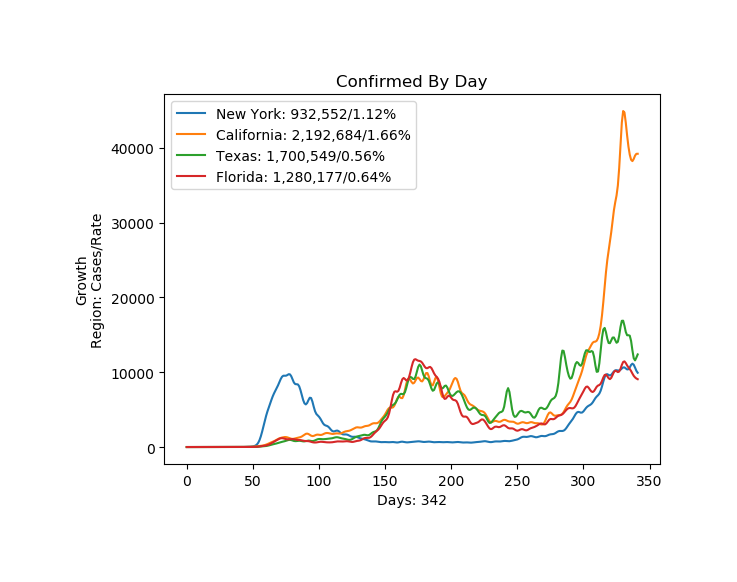 Confirmed By Day
New York: 932,552/1.12%
California: 2,192,684/1.66%
Texas: 1,700,549/0.56%
Florida: 1,280,177/0.64%
40000
30000
20000
10000
0
Growth
Region: Cases/Rate
0 50 100 150 200 250 300 350
Days: 342